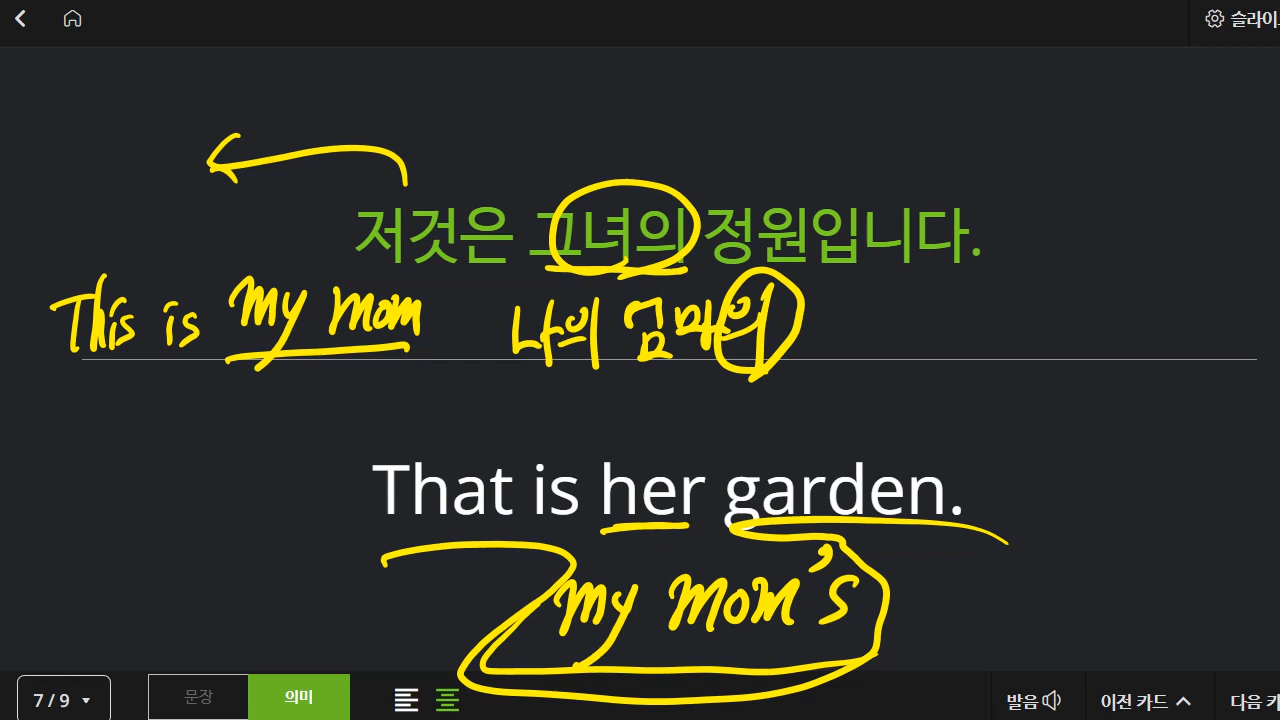 슬라이
저것은 그녀의 정원입니다.
This is my mom 나의 엄마의
That is her garden.
my mom's
7 / 9 문장 의미 발음 이전 카드 다음